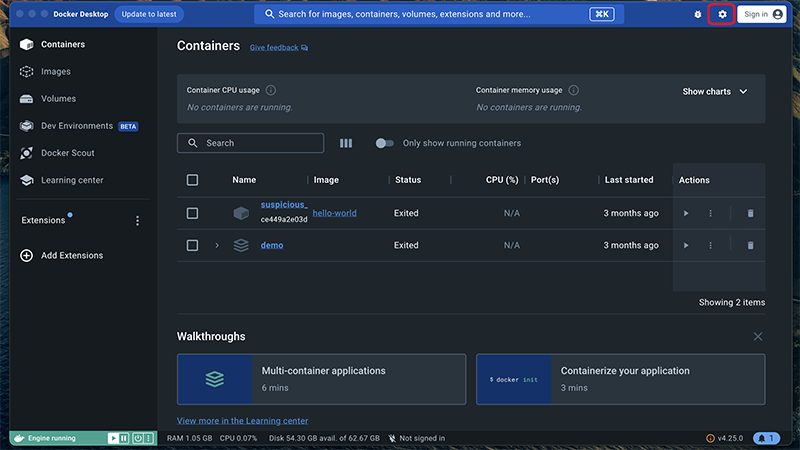 Docker Desktop
Update to latest
Search for images, containers, volumes, extensions and more...
⌘K
Sign in
Containers
Images
Volumes
Dev Environments BETA
Docker Scout
Learning center
Extensions
Add Extensions
Containers Give feedback
Container CPU usage
No containers are running.
Container memory usage
No containers are running.
Show charts
Search
Only show running containers
Name Image Status CPU (%) Port(s) Last started Actions
suspicious_
ce449a2e03d
hello-world Exited N/A 3 months ago
demo Exited N/A 3 months ago
Showing 2 items
Walkthroughs
Multi-container applications
6 mins
$ docker init
Containerize your application
3 mins
View more in the Learning center
Engine running
RAM 1.05 GB CPU 0.07% Disk 54.30 GB avail. of 62.67 GB Not signed in
v4.25.0
1